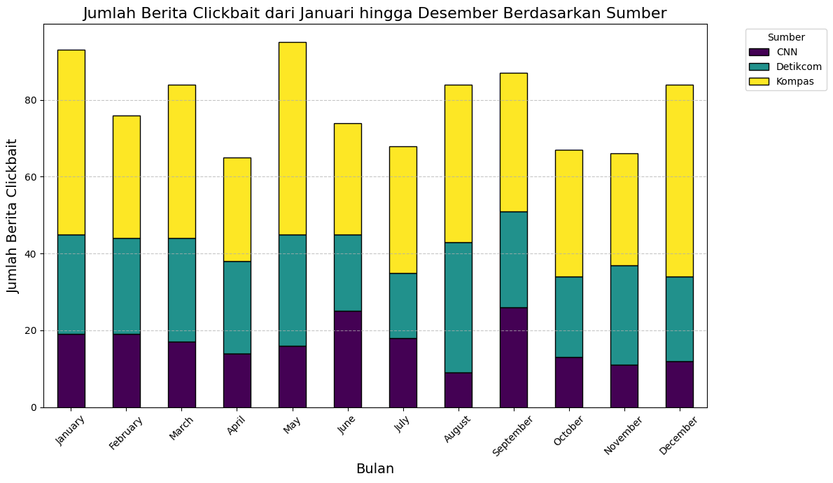 Jumlah Berita Clickbait dari Januari hingga Desember Berdasarkan Sumber
Sumber
CNN
Detikcom
Kompas
Jumlah Berita Clickbait
80
60
40
20
0
January
February
March
April
May
June
July
August
September
October
November
December
Bulan